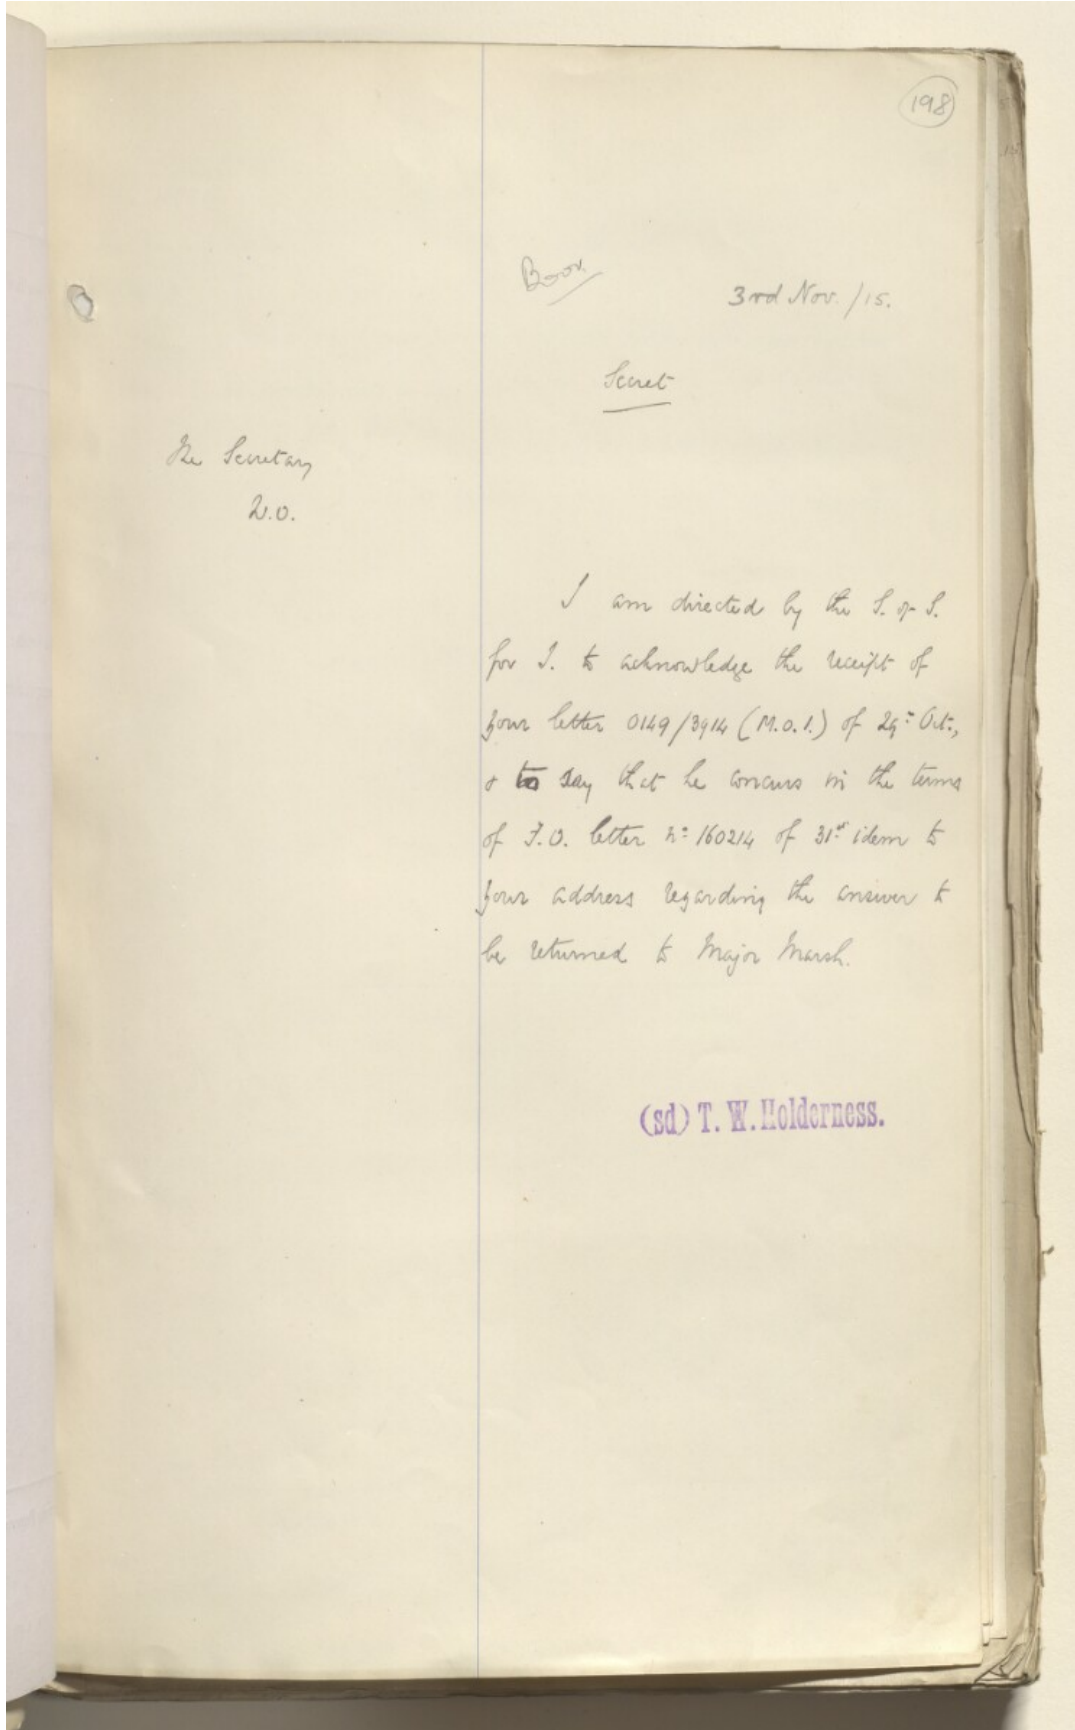 198
3rd Nov. /15.
Secret
The Secretary
W.O.
I am directed by the S. of S.
for I. to acknowledge the receipt of
your letter 0149/3914 (M.O.1.) of 29th Oct.,
& to say that he concurs in the terms
of F.O. letter no 160214 of 31st idem to
your address regarding the answer to
be returned to Major Marsh.
(sd) T. W. Holderness.